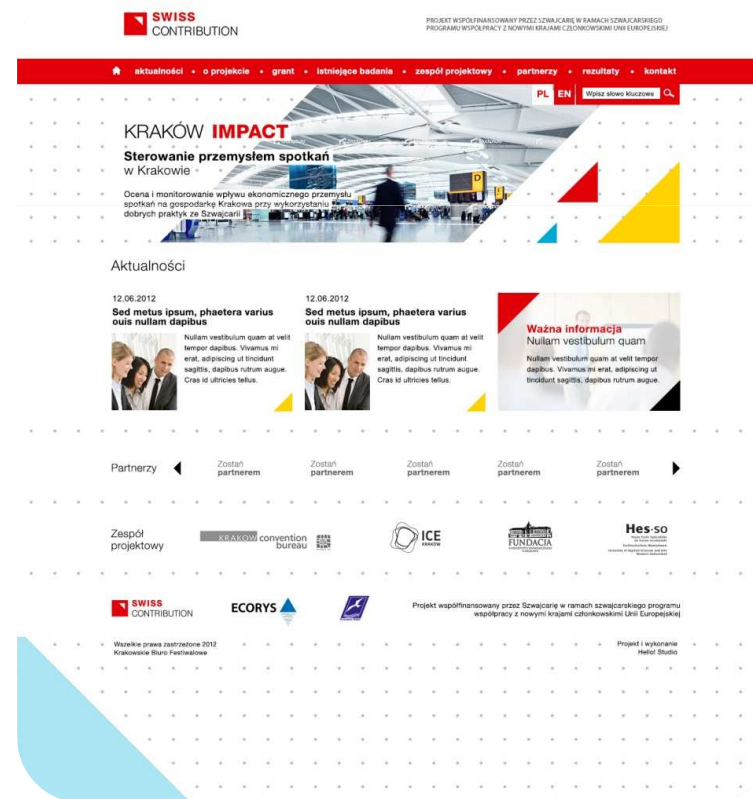 SWISS
CONTRIBUTION
PROJEKT WSPÓŁFINANSOWANY PRZEZ SZWAJCARIĘ W RAMACH SZWAJCARSKIEGO
PROGRAMU WSPÓŁPRACY Z NOWYMI KRAJAMI CZŁONKOWSKIMI UNII EUROPEJSKIEJ
aktualności • o projekcie • grant • istniejące badania • zespół projektowy • partnerzy • rezultaty • kontakt
PL EN Wpisz słowo kluczowe
KRAKÓW IMPACT
Sterowanie przemysłem spotkań
w Krakowie
Ocena i monitorowanie wpływu ekonomicznego przemysłu
spotkań na gospodarkę Krakowa przy wykorzystaniu
dobrych praktyk ze Szwajcarii
D
Aktualności
12.06.2012
Sed metus ipsum, phaetera varius
ouis nullam dapibus
Nullam vestibulum quam at velit
tempor dapibus. Vivamus mi
erat, adipiscing ut tincidunt
sagittis, dapibus rutrum augue.
Cras id ultricies tellus.
12.06.2012
Sed metus ipsum, phaetera varius
ouis nullam dapibus
Nullam vestibulum quam at velit
tempor dapibus. Vivamus mi
erat, adipiscing ut tincidunt
sagittis, dapibus rutrum augue.
Cras id ultricies tellus.
Ważna informacja
Nullam vestibulum quam
Nullam vestibulum quam at velit tempor
dapibus. Vivamus mi erat, adipiscing ut
tincidunt sagittis, dapibus rutrum augue.
Partnerzy
Zostań
partnerem
Zostań
partnerem
Zostań
partnerem
Zostań
partnerem
Zostań
partnerem
Zespół
projektowy
KRAKOW convention
bureau
ICE
KRAKÓW
FUNDACJA
Hes·so
SWISS
CONTRIBUTION
ECORYS
Projekt współfinansowany przez Szwajcarię w ramach szwajcarskiego programu
współpracy z nowymi krajami członkowskimi Unii Europejskiej
Wszelkie prawa zastrzeżone 2012
Krakowskie Biuro Festiwalowe
Projekt i wykonanie
Hello! Studio